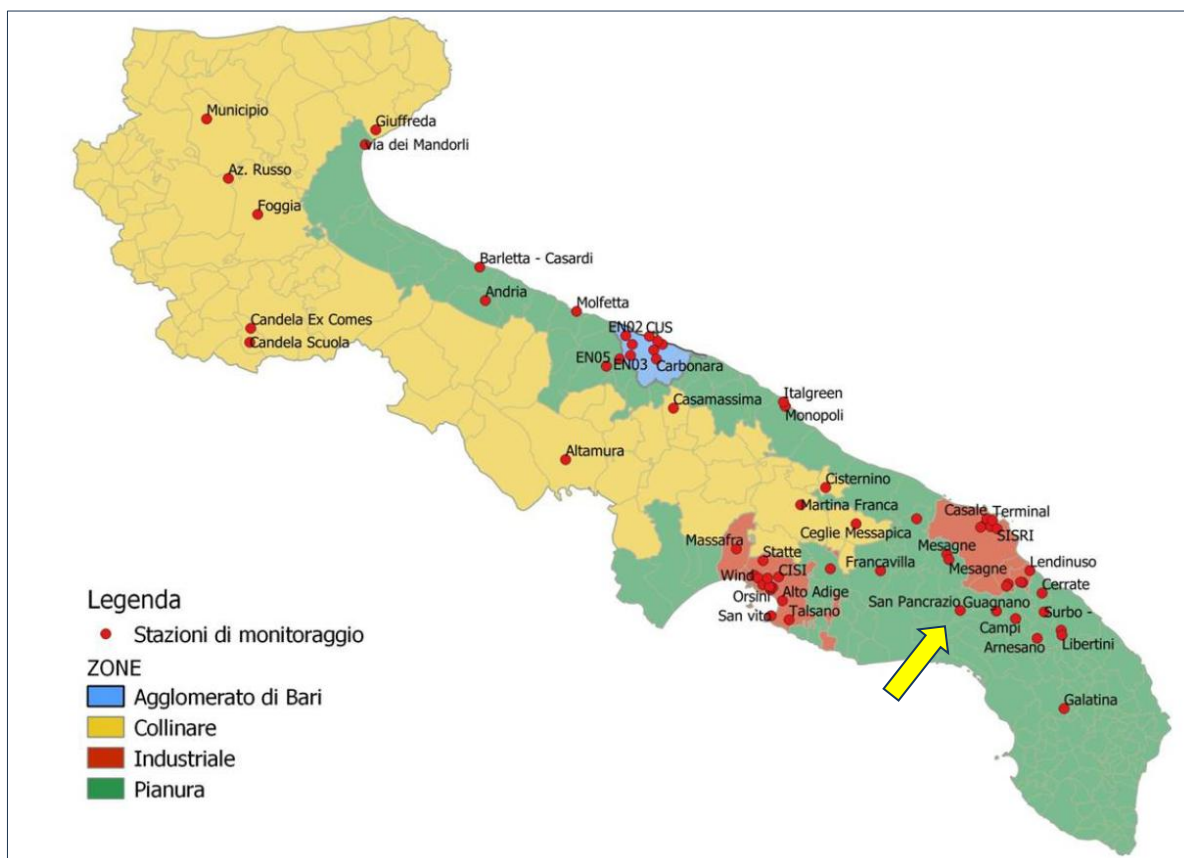 Municipio
Giuffreda
via dei Mandorli
Az. Russo
Foggia
Barletta - Casardi
Andria
Molfetta
Candela Ex Comes
EN02 CUS
Candela Scuola
EN05 EN03 Carbonara
Italgreen
Casamassima
Monopoli
Altamura
Cisternino
Martina Franca
Casale Terminal
Ceglie Messapica
SISRI
Massafra
Statte
Mesagne
Francavilla
Mesagne
Lendinuso
Wind CISI
Cerrate
Orsini Alto Adige
San Pancrazio Guagnano
San vito Talsano
Surbo -
Campi
Arnesano
Libertini
Galatina
Legenda
Stazioni di monitoraggio
ZONE
Agglomerato di Bari
Collinare
Industriale
Pianura